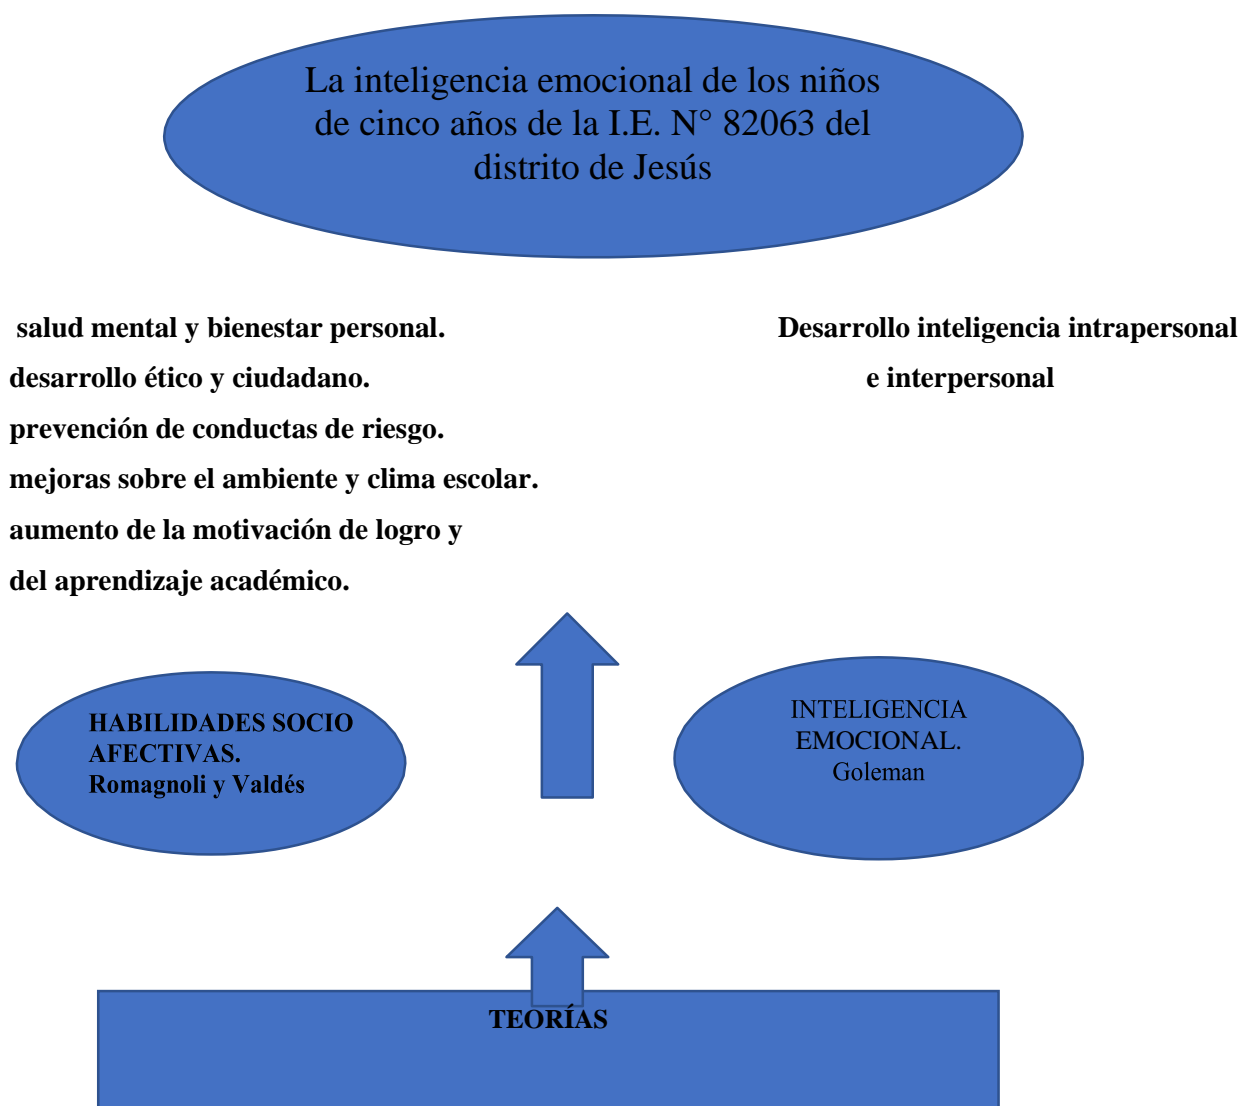 La inteligencia emocional de los niños
de cinco años de la I.E. N° 82063 del
distrito de Jesús
salud mental y bienestar personal.
desarrollo ético y ciudadano.
prevención de conductas de riesgo.
mejoras sobre el ambiente y clima escolar.
aumento de la motivación de logro y
del aprendizaje académico.
Desarrollo inteligencia intrapersonal
e interpersonal
HABILIDADES SOCIO
AFECTIVAS.
Romagnoli y Valdés
INTELIGENCIA
EMOCIONAL.
Goleman
TEORÍAS